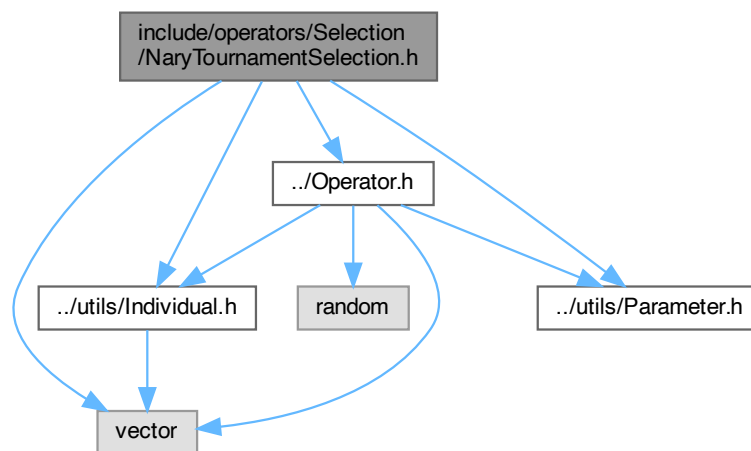 include/operators/Selection
/NaryTournamentSelection.h
../Operator.h
../utils/Individual.h
random
../utils/Parameter.h
vector